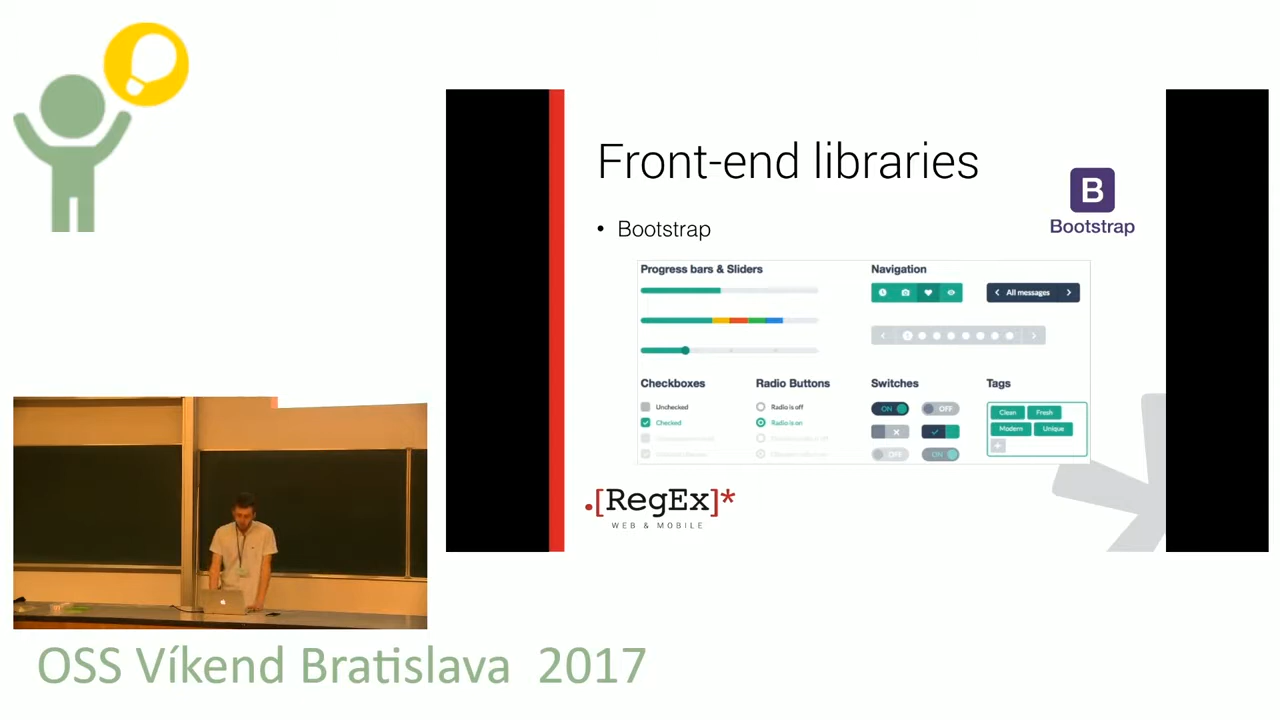 Front-end libraries
B
Bootstrap
• Bootstrap
Progress bars & Sliders
Navigation
All messages
Checkboxes
Radio Buttons
Switches
Tags
Unchecked
Radio is off
ON
OFF
Clean
Fresh
Checked
Radio is on
Modern
Unique
OFF
ON
.[RegEx]*
WEB & MOBILE
OSS Víkend Bratislava 2017